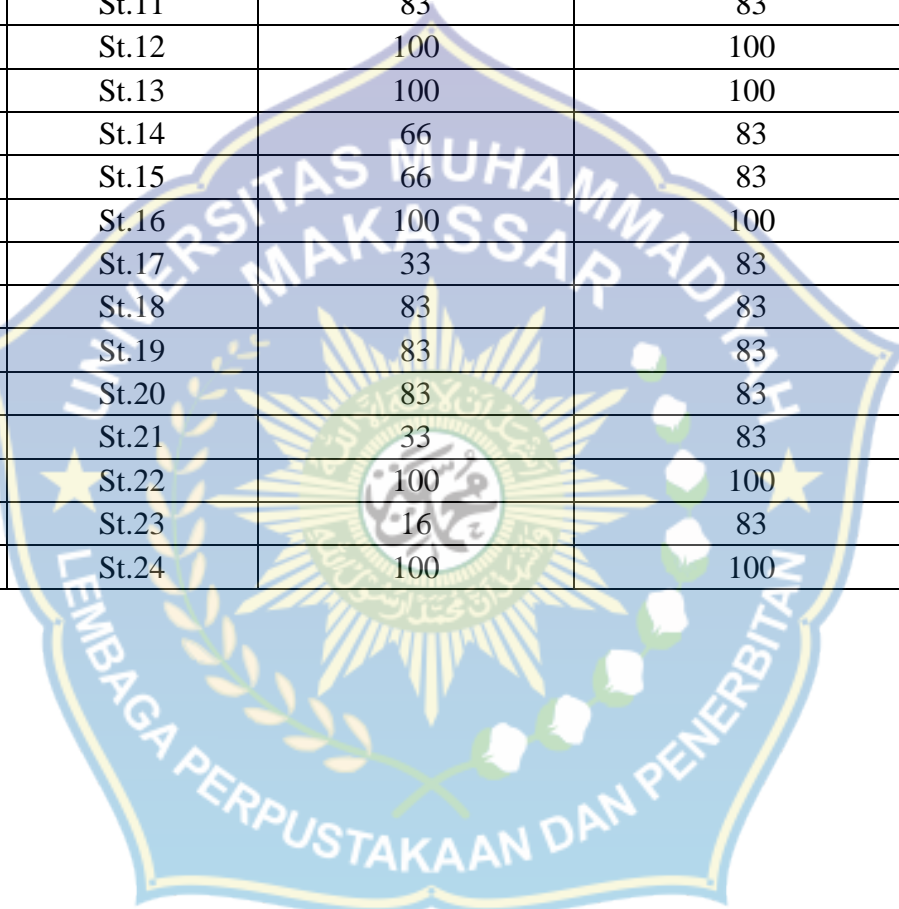 St.11 83 83
St.12 100 100
St.13 100 100
St.14 66 83
St.15 66 83
St.16 100 100
St.17 33 83
St.18 83 83
St.19 83 83
St.20 83 83
St.21 33 83
St.22 100 100
St.23 16 83
St.24 100 100
UNIVERSITAS MUHAMMADIYAH
MAKASSAR
LEMBAGA PERPUSTAKAAN DAN PENERBITAN